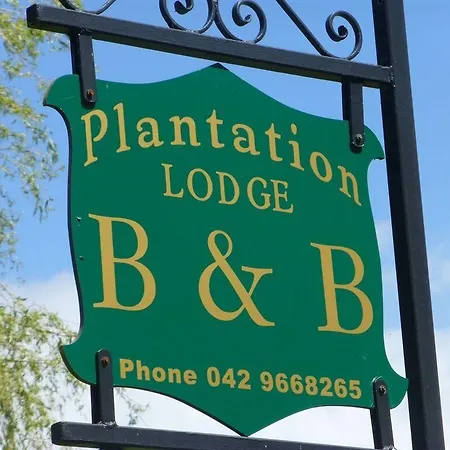 Plantation
LODGE
B & B
Phone 042 9668265